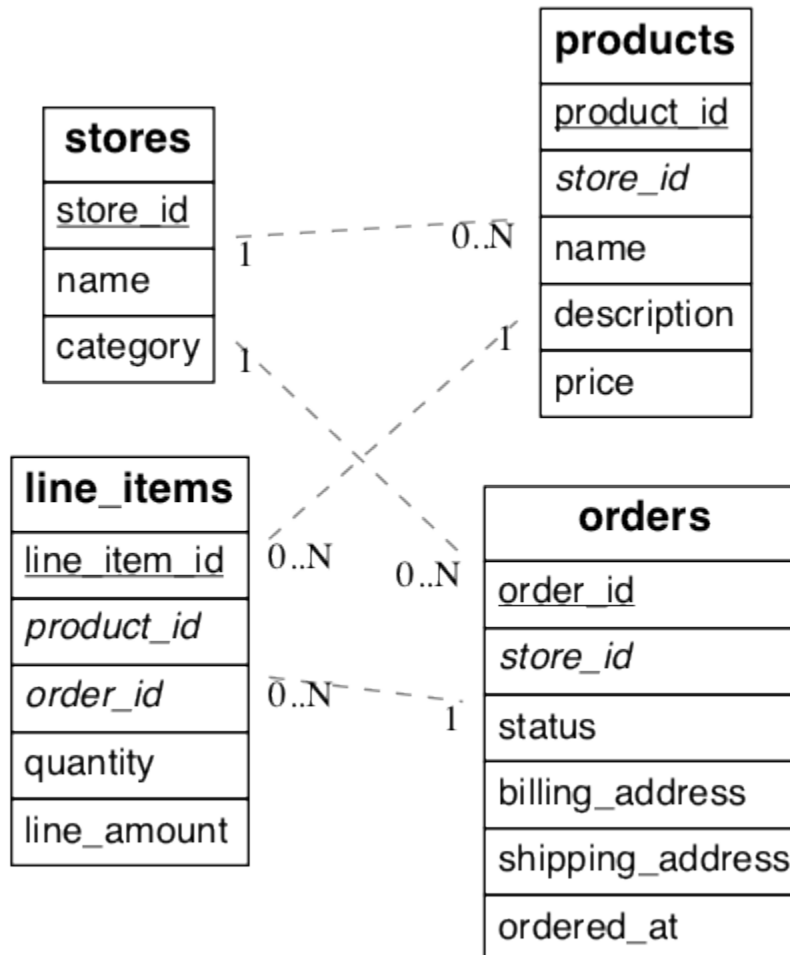 products
product_id
store_id
name
description
price
stores
store_id
name
category
1
0..N
1
0..N
1
0..N
line_items
line_item_id
product_id
order_id
quantity
line_amount
0..N
1
orders
order_id
store_id
status
billing_address
shipping_address
ordered_at